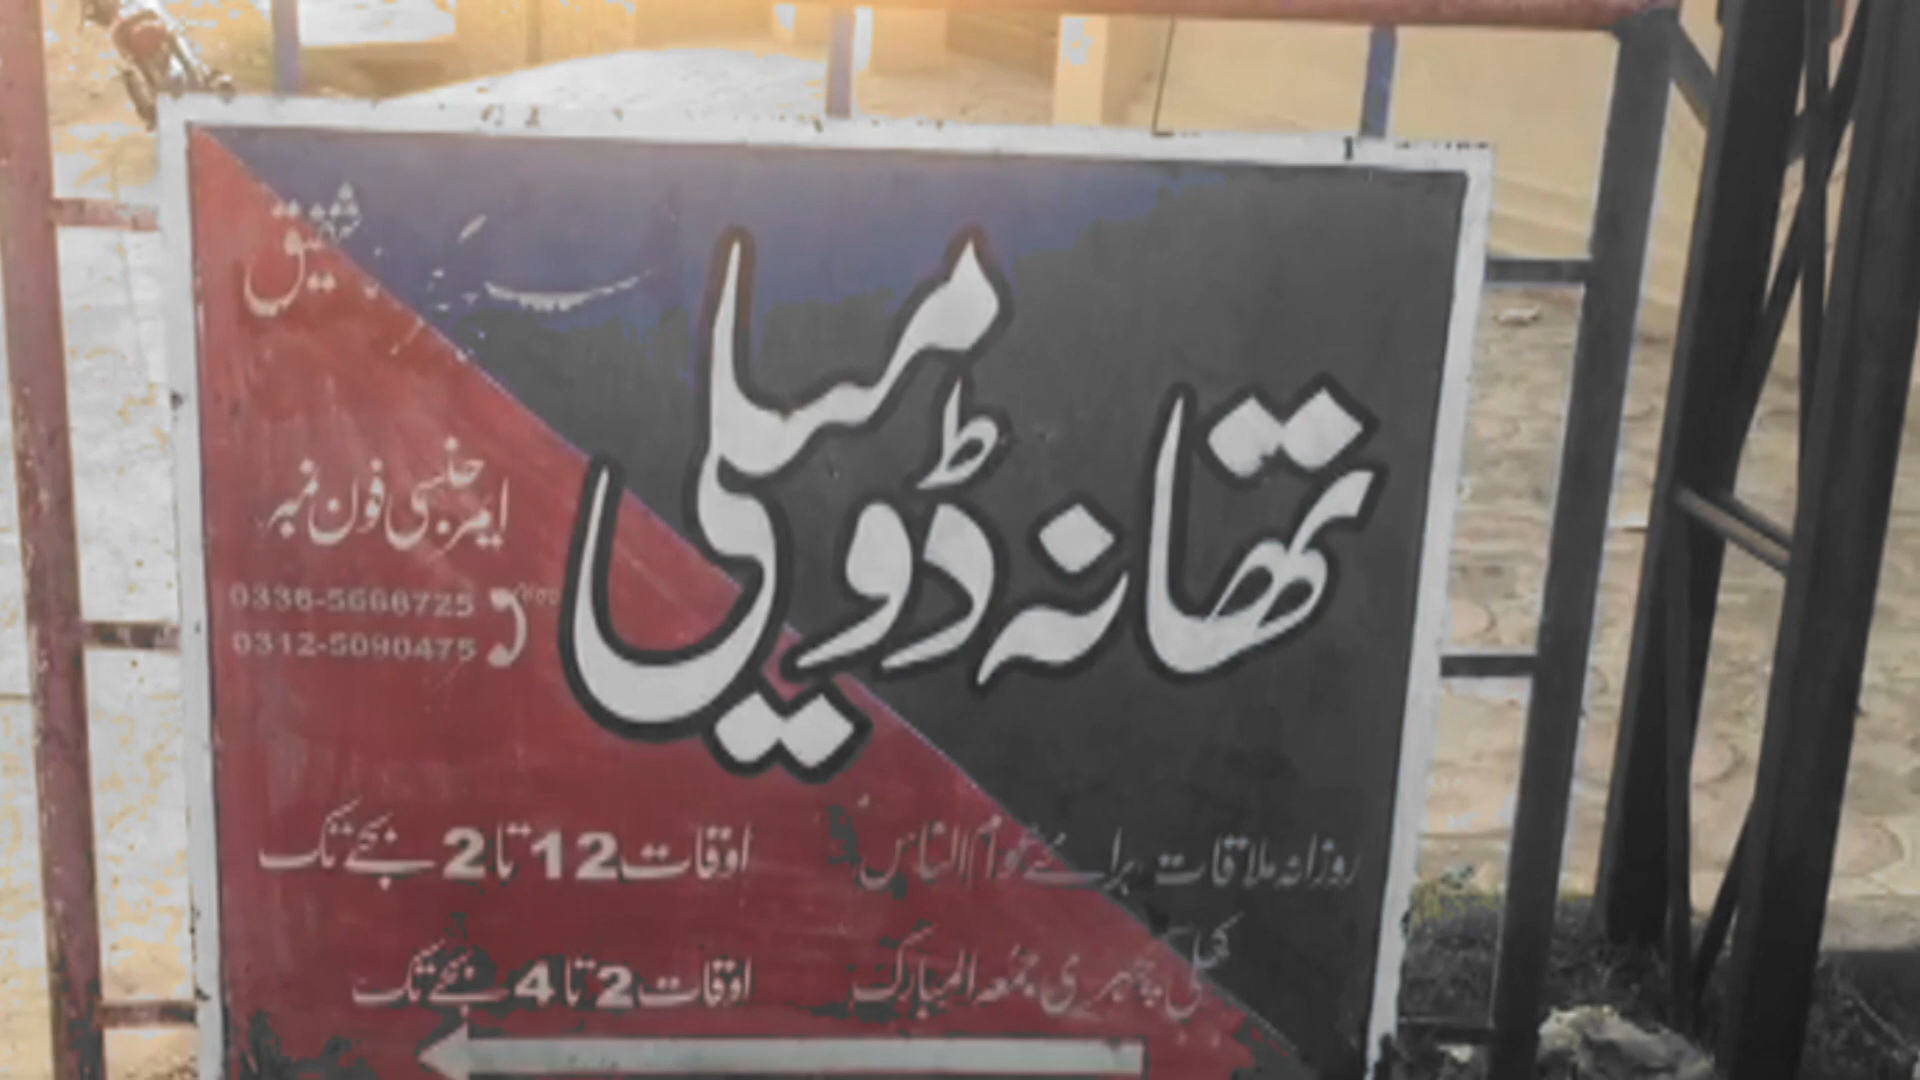 شفیق
تھانہ ڈومیلی
ایمرجنسی فون نمبر
0336-5668725
0312-5090475
روزانہ ملاقات برائے عوام الناس اوقات 12 تا 2 بجے تک
کھلی کچہری جمعہ المبارک اوقات 2 تا 4 بجے تک